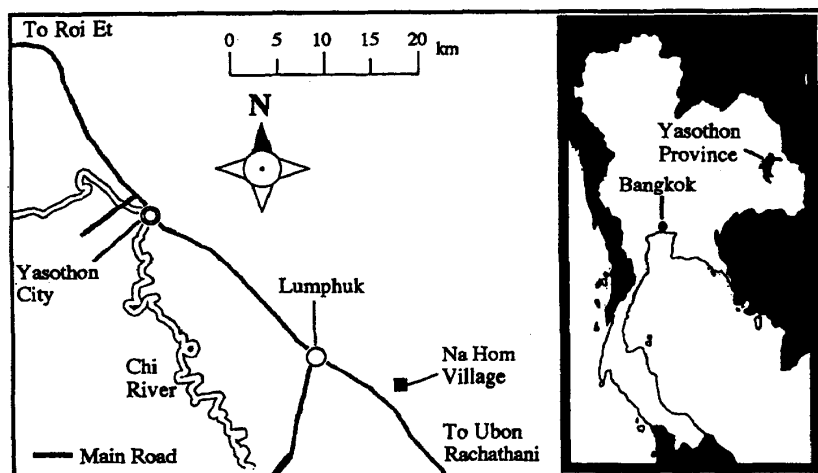 To Roi Et
0 5 10 15 20
km
N
Yasothon
City
Lumphuk
Chi
River
Na Hom
Village
To Ubon
Rachathani
Main Road
Yasothon
Province
Bangkok